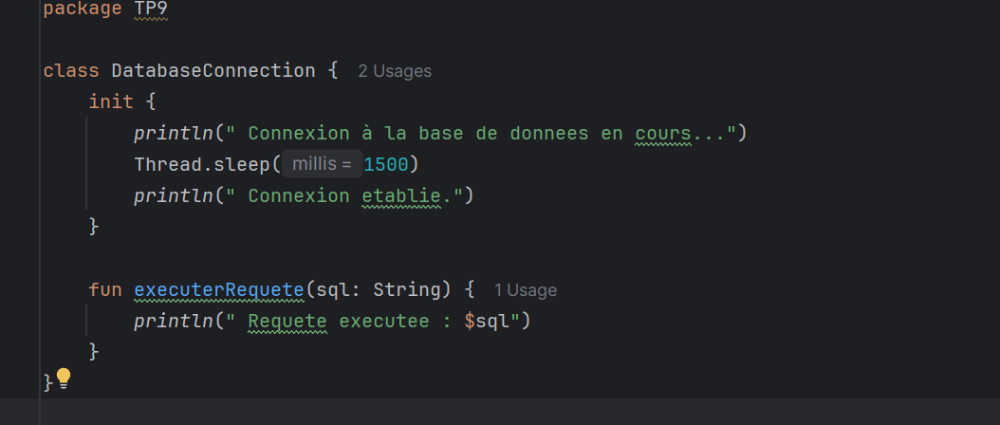 package TP9
class DatabaseConnection {  2 Usages
    init {
        println(" Connexion à la base de donnees en cours...")
        Thread.sleep( millis = 1500)
        println(" Connexion etablie.")
    }
    fun executerRequete(sql: String) {  1 Usage
        println(" Requete executee : $sql")
    }
}